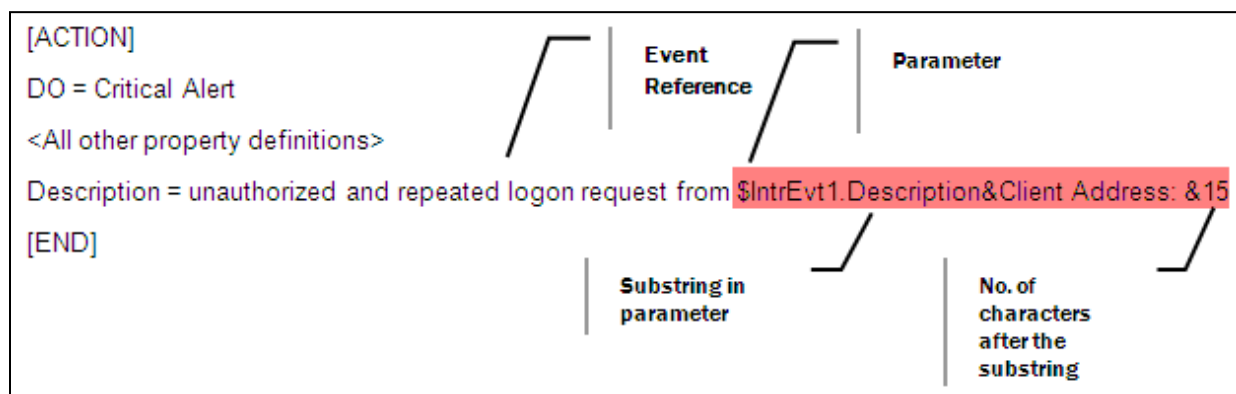 [ACTION]
DO = Critical Alert
<All other property definitions>
Description = unauthorized and repeated logon request from $IntrEvt1.Description&Client Address: &15
[END]
Event
Reference
Parameter
Substring in
parameter
No. of
characters
after the
substring